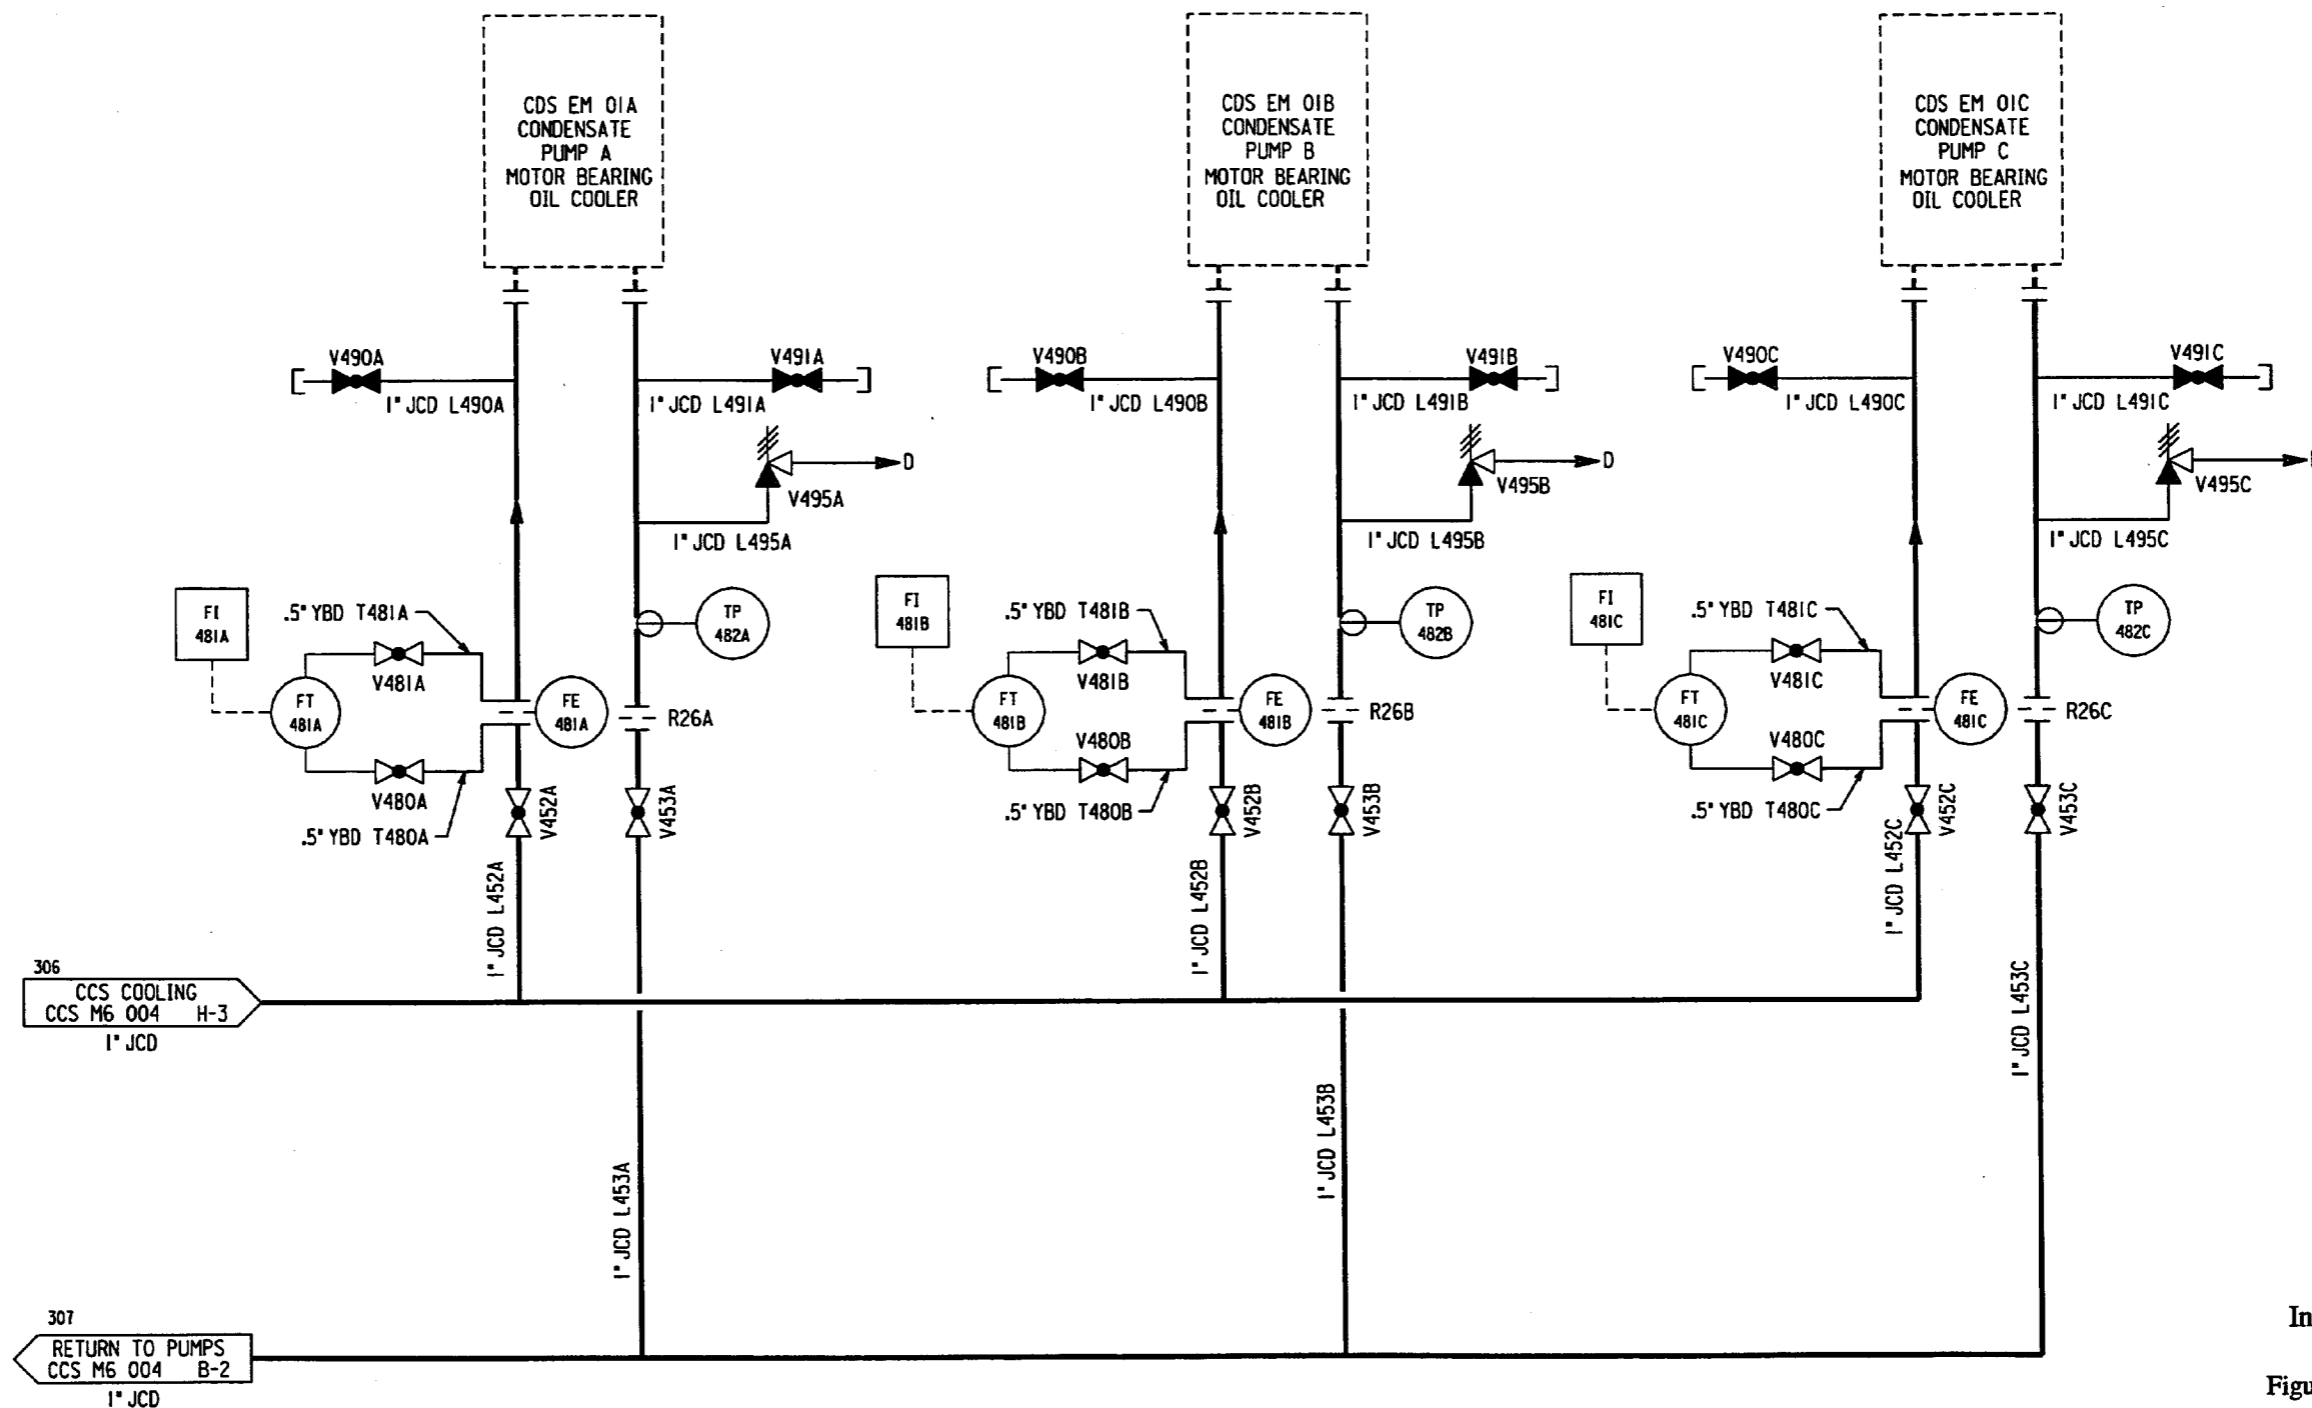 CDS EM 01A
CONDENSATE
PUMP A
MOTOR BEARING
OIL COOLER
CDS EM 01B
CONDENSATE
PUMP B
MOTOR BEARING
OIL COOLER
CDS EM 01C
CONDENSATE
PUMP C
MOTOR BEARING
OIL COOLER
V490A
1" JCD L490A
V491A
1" JCD L491A
V490B
1" JCD L490B
V491B
1" JCD L491B
V490C
1" JCD L490C
V491C
1" JCD L491C
D
V495A
1" JCD L495A
D
V495B
1" JCD L495B
V495C
1" JCD L495C
FI
481A
.5" YBD T481A
V481A
FT
481A
V480A
.5" YBD T480A
FE
481A
TP
482A
R26A
V452A
V453A
1" JCD L452A
1" JCD L453A
FI
481B
.5" YBD T481B
V481B
FT
481B
V480B
.5" YBD T480B
FE
481B
TP
482B
R26B
V452B
V453B
1" JCD L452B
1" JCD L453B
FI
481C
.5" YBD T481C
V481C
FT
481C
V480C
.5" YBD T480C
FE
481C
TP
482C
R26C
V452C
V453C
1" JCD L452C
1" JCD L453C
306
CCS COOLING
CCS M6 004 H-3
1" JCD
307
RETURN TO PUMPS
CCS M6 004 B-2
1" JCD
In
Figu